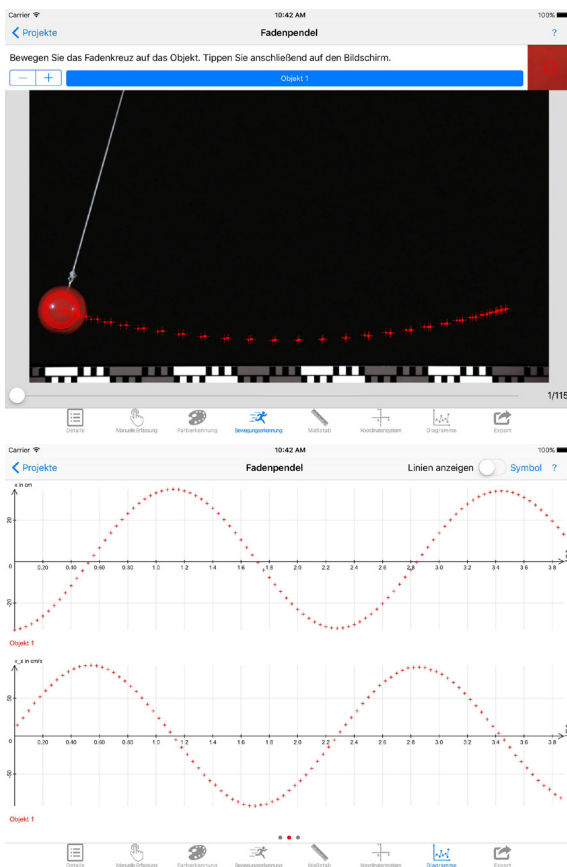 Carrier 10:42 AM 100%
Projekte Fadenpendel ?
Bewegen Sie das Fadenkreuz auf das Objekt. Tippen Sie anschließend auf den Bildschirm.
— + Objekt 1
1/115
Details Manuelle Erfassung Farberkennung Bewegungserkennung Maßstab Koordinatensystem Diagramme Export
Carrier 10:42 AM 100%
Projekte Fadenpendel Linien anzeigen Symbol ?
x in cm
20
0 0.20 0.40 0.60 0.80 1.0 1.2 1.4 1.6 1.8 2.0 2.2 2.4 2.6 2.8 3.0 3.2 3.4 3.6 3.8
-20
Objekt 1
v_x in cm/s
50
0 0.20 0.40 0.60 0.80 1.0 1.2 1.4 1.6 1.8 2.0 2.2 2.4 2.6 2.8 3.0 3.2 3.4 3.6 3.8
-50
Objekt 1
Details Manuelle Erfassung Farberkennung Bewegungserkennung Maßstab Koordinatensystem Diagramme Export